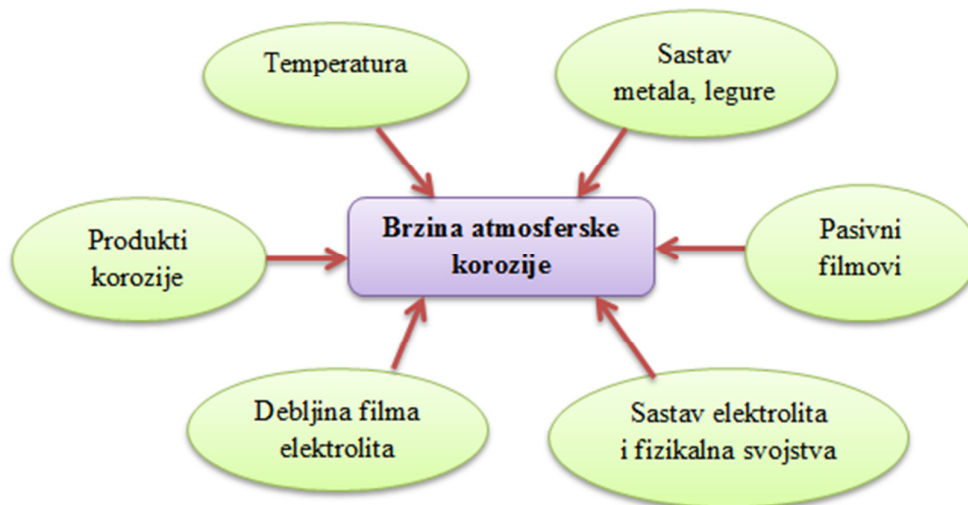 Temperatura
Sastav
metala, legure
Produkti
korozije
Brzina atmosferske
korozije
Pasivni
filmovi
Debljina filma
elektrolita
Sastav elektrolita
i fizikalna svojstva